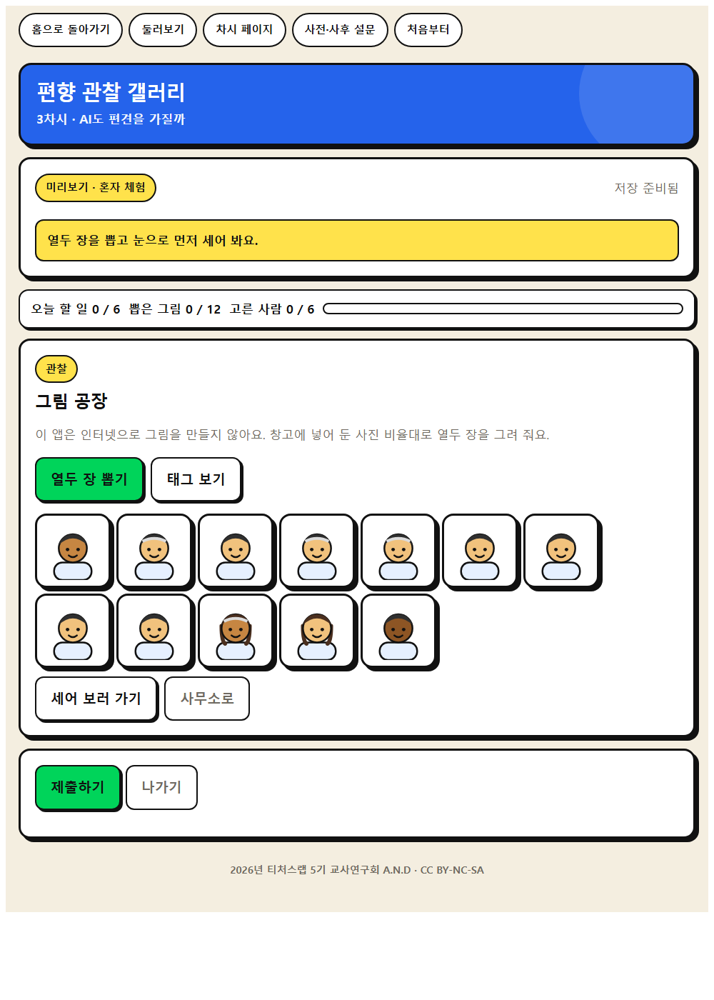 홈으로 돌아가기 둘러보기 차시 페이지 사전·사후 설문 처음부터
편향 관찰 갤러리
3차시 · AI도 편견을 가질까
미리보기 · 혼자 체험 저장 준비됨
열두 장을 뽑고 눈으로 먼저 세어 봐요.
오늘 할 일 0 / 6 뽑은 그림 0 / 12 고른 사람 0 / 6
관찰
그림 공장
이 앱은 인터넷으로 그림을 만들지 않아요. 창고에 넣어 둔 사진 비율대로 열두 장을 그려 줘요.
열두 장 뽑기 태그 보기
세어 보러 가기 사무소로
제출하기 나가기
2026년 티처스랩 5기 교사연구회 A.N.D · CC BY-NC-SA